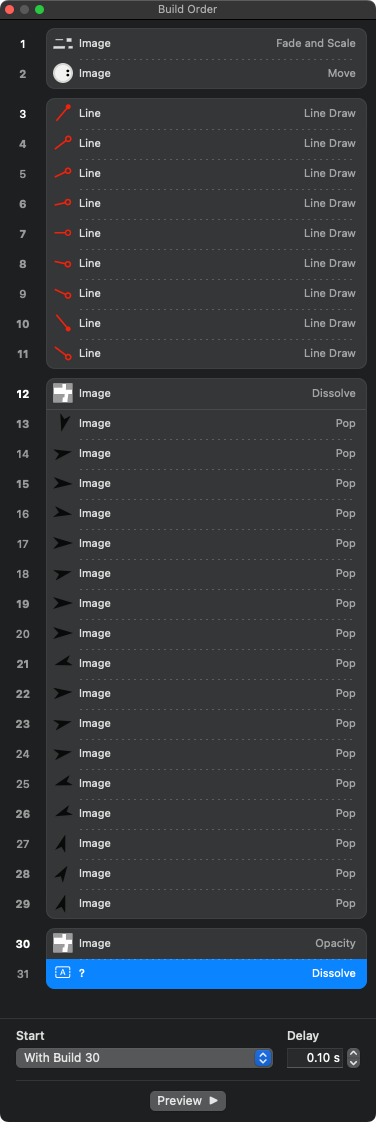 Build Order
1 Image Fade and Scale
2 Image Move
3 Line Line Draw
4 Line Line Draw
5 Line Line Draw
6 Line Line Draw
7 Line Line Draw
8 Line Line Draw
9 Line Line Draw
10 Line Line Draw
11 Line Line Draw
12 Image Dissolve
13 Image Pop
14 Image Pop
15 Image Pop
16 Image Pop
17 Image Pop
18 Image Pop
19 Image Pop
20 Image Pop
21 Image Pop
22 Image Pop
23 Image Pop
24 Image Pop
25 Image Pop
26 Image Pop
27 Image Pop
28 Image Pop
29 Image Pop
30 Image Opacity
31 A ? Dissolve
Start Delay
With Build 30 0.10 s
Preview